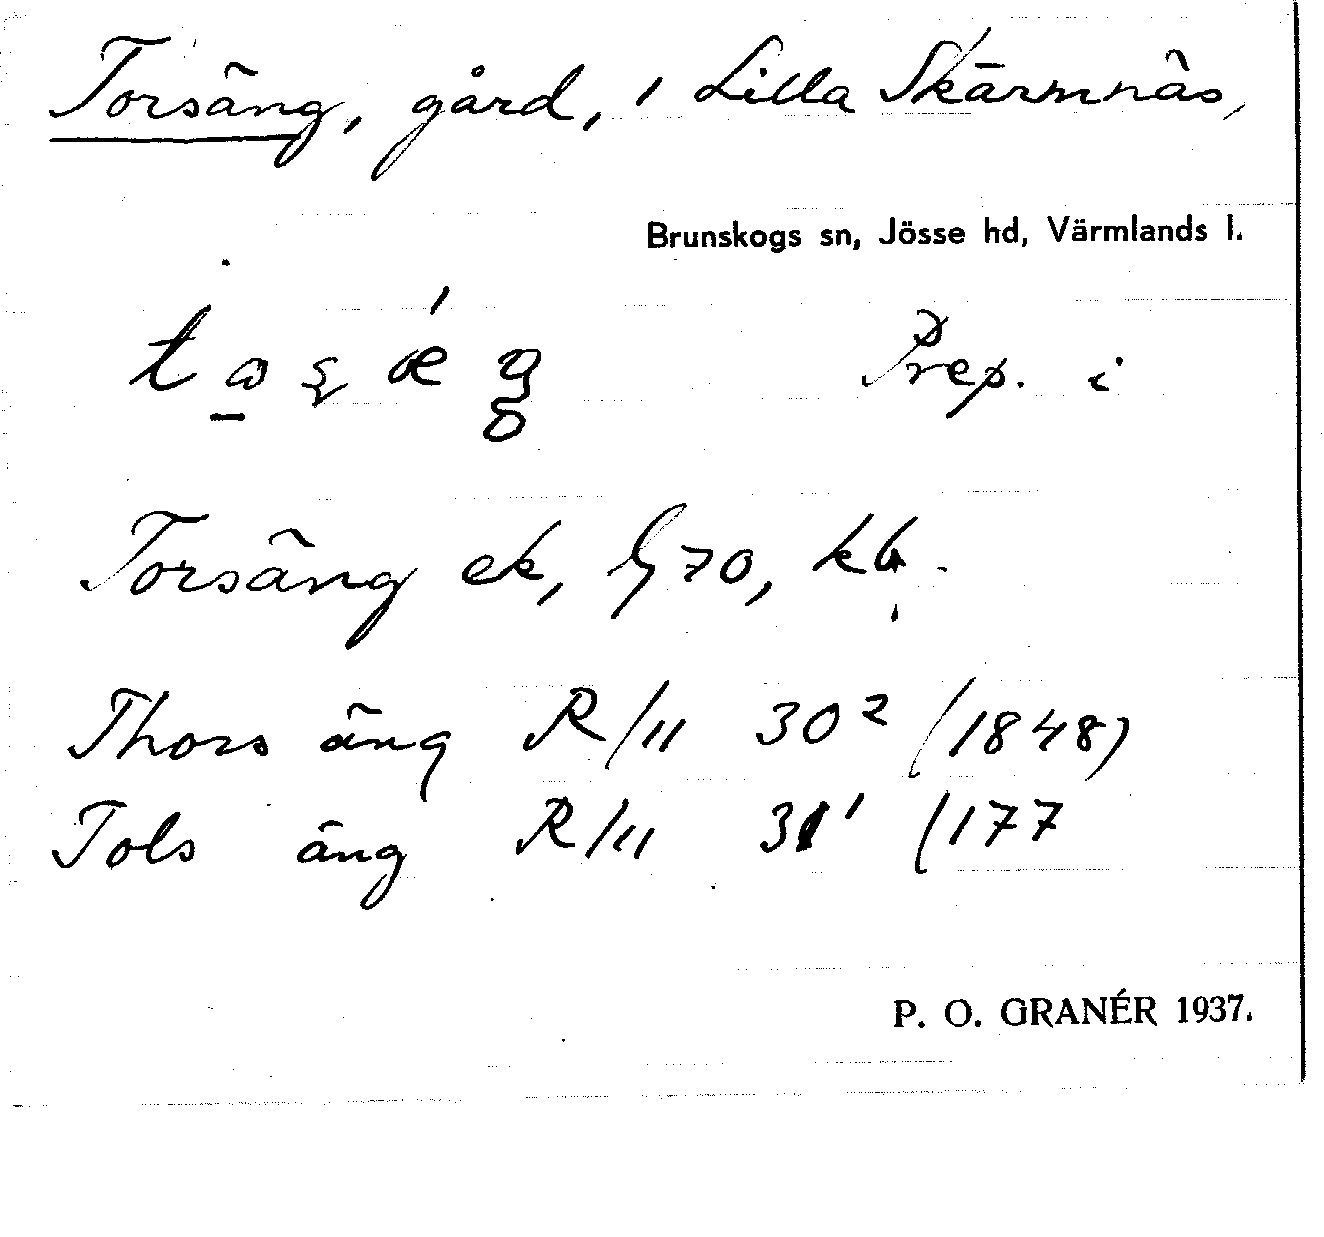 Torsäng, gård, i Lilla Skärmnäs,
Brunskogs sn, Jösse hd, Värmlands l.
Prep. i
Torsäng ek, 70, kb.
Thors äng R/11 30² (1848)
Tols äng R/11 31¹ (177
P. O. GRANÉR 1937.